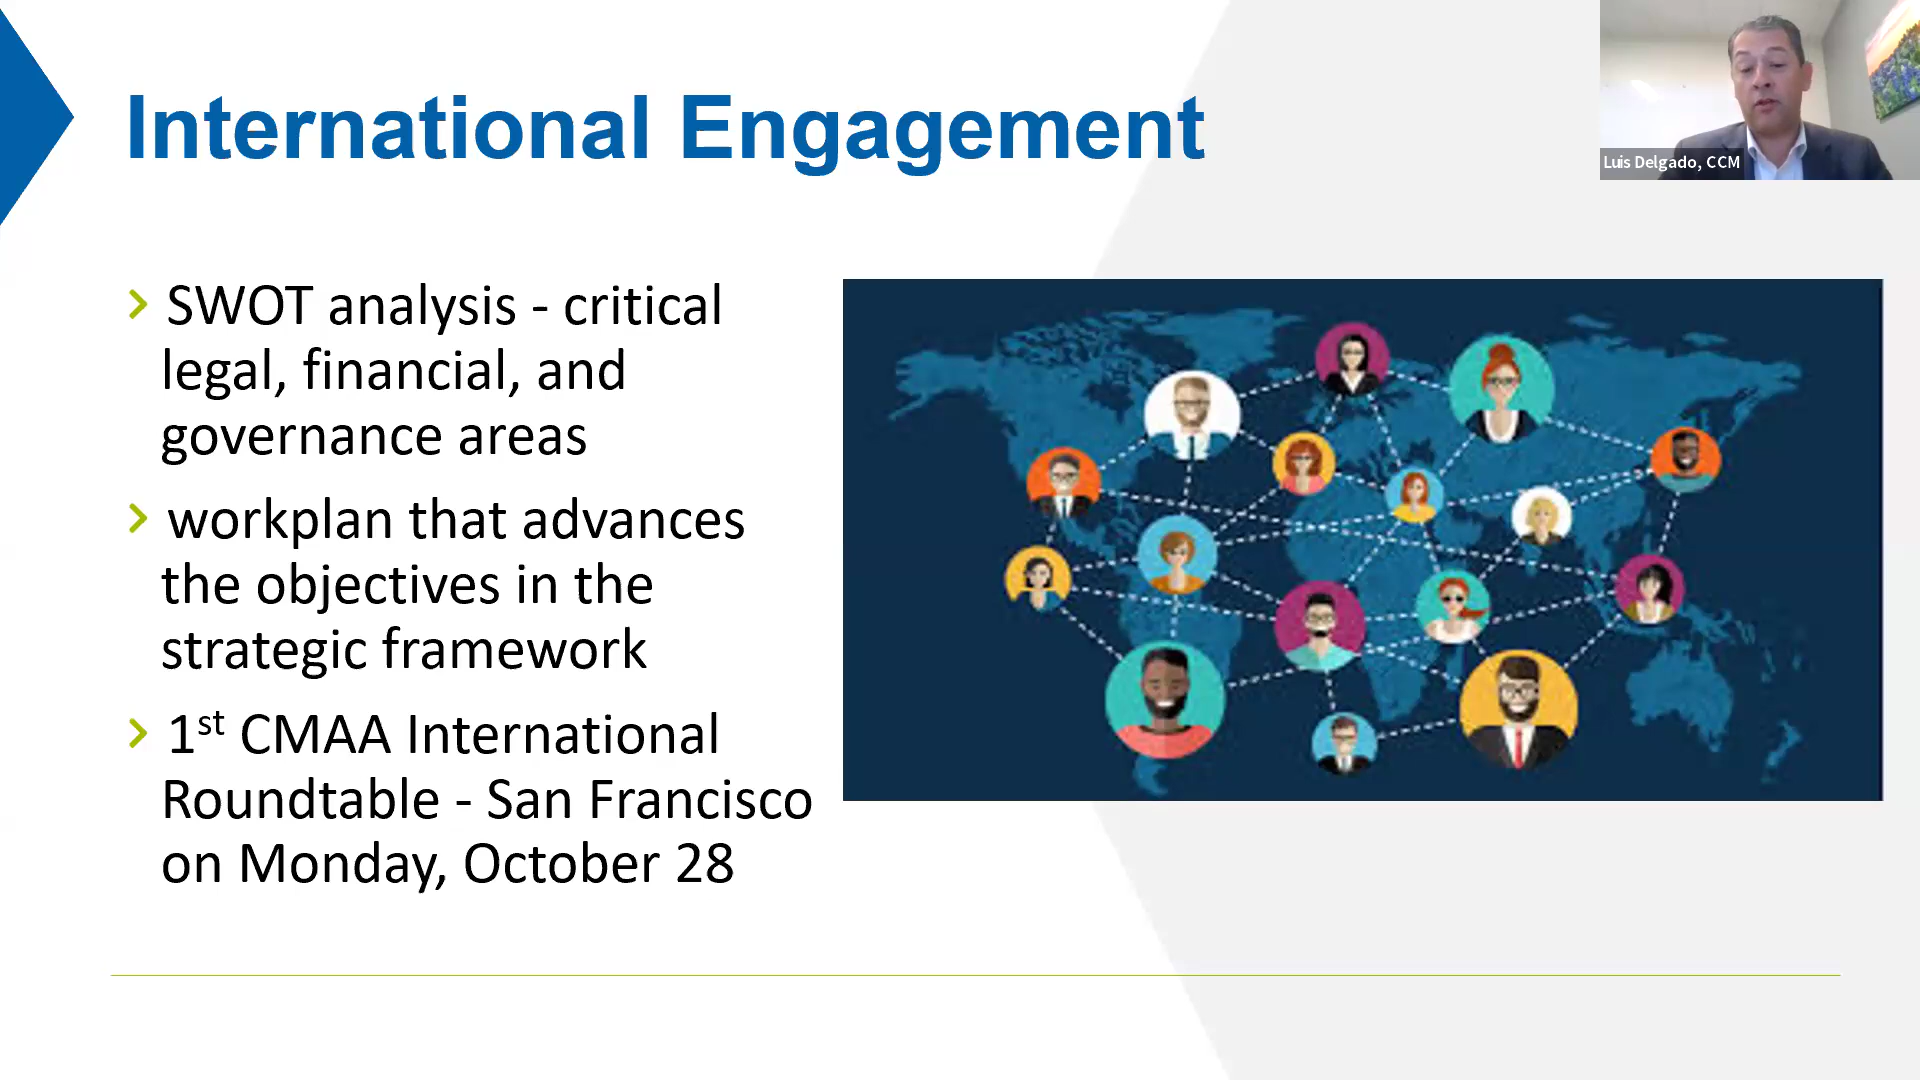 International Engagement
Luis Delgado, CCM
SWOT analysis - critical
legal, financial, and
governance areas
workplan that advances
the objectives in the
strategic framework
1st CMAA International
Roundtable - San Francisco
on Monday, October 28